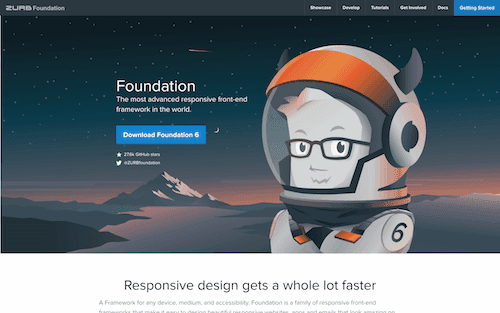 ZURB Foundation
Showcase Develop Tutorials Get Involved Docs Getting Started
Foundation
The most advanced responsive front-end
framework in the world.
Download Foundation 6
27.6k GitHub stars
@ZURBfoundation
6
Responsive design gets a whole lot faster
A Framework for any device, medium, and accessibility. Foundation is a family of responsive front-end
frameworks that make it easy to design beautiful responsive websites, apps and emails that look amazing on